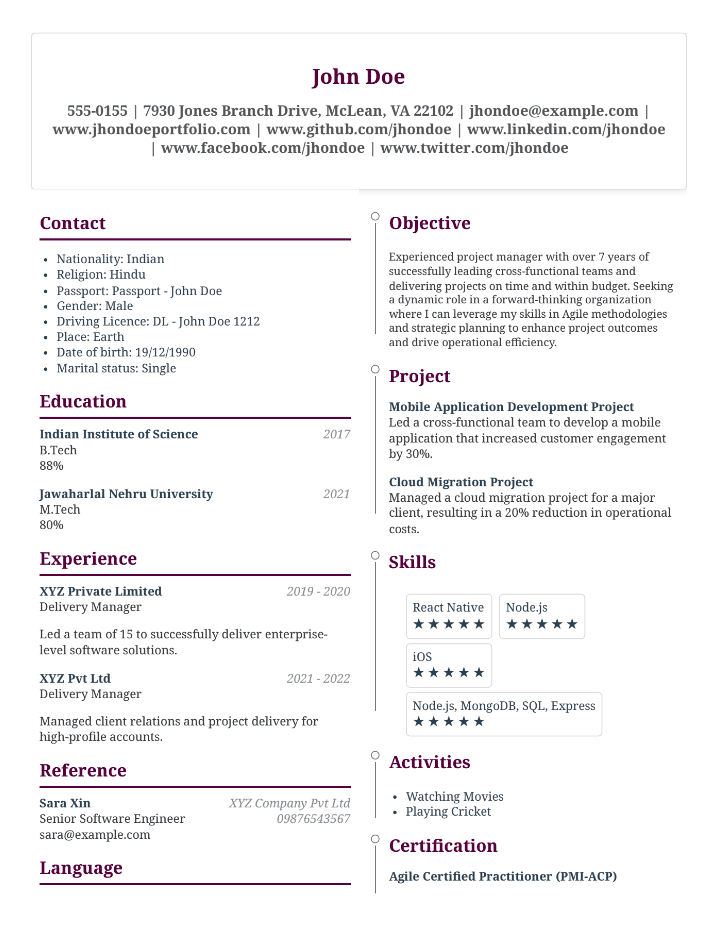 John Doe
555-0155 | 7930 Jones Branch Drive, McLean, VA 22102 | jhondoe@example.com |
www.jhondoeportfolio.com | www.github.com/jhondoe | www.linkedin.com/jhondoe
| www.facebook.com/jhondoe | www.twitter.com/jhondoe
Contact
• Nationality: Indian
• Religion: Hindu
• Passport: Passport - John Doe
• Gender: Male
• Driving Licence: DL - John Doe 1212
• Place: Earth
• Date of birth: 19/12/1990
• Marital status: Single
Education
Indian Institute of Science 2017
B.Tech
88%
Jawaharlal Nehru University 2021
M.Tech
80%
Experience
XYZ Private Limited 2019 - 2020
Delivery Manager
Led a team of 15 to successfully deliver enterprise-
level software solutions.
XYZ Pvt Ltd 2021 - 2022
Delivery Manager
Managed client relations and project delivery for
high-profile accounts.
Reference
Sara Xin XYZ Company Pvt Ltd
Senior Software Engineer 09876543567
sara@example.com
Language
Objective
Experienced project manager with over 7 years of
successfully leading cross-functional teams and
delivering projects on time and within budget. Seeking
a dynamic role in a forward-thinking organization
where I can leverage my skills in Agile methodologies
and strategic planning to enhance project outcomes
and drive operational efficiency.
Project
Mobile Application Development Project
Led a cross-functional team to develop a mobile
application that increased customer engagement
by 30%.
Cloud Migration Project
Managed a cloud migration project for a major
client, resulting in a 20% reduction in operational
costs.
Skills
React Native Node.js
★★★★★ ★★★★★
iOS
★★★★★
Node.js, MongoDB, SQL, Express
★★★★★
Activities
• Watching Movies
• Playing Cricket
Certification
Agile Certified Practitioner (PMI-ACP)